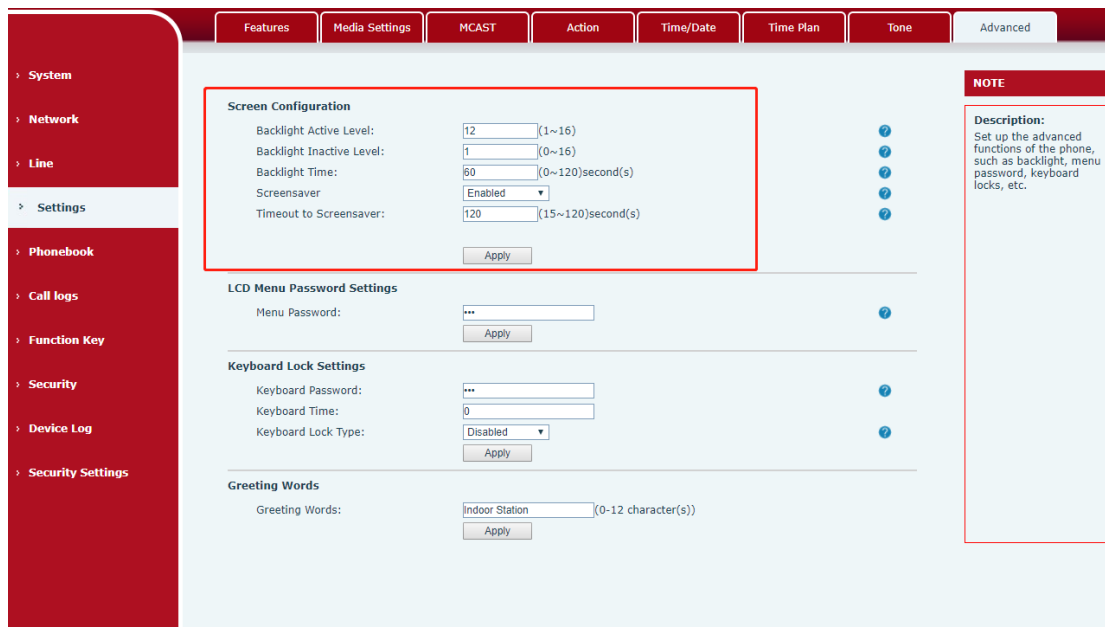 Features Media Settings MCAST Action Time/Date Time Plan Tone Advanced
› System
› Network
› Line
› Settings
› Phonebook
› Call logs
› Function Key
› Security
› Device Log
› Security Settings
Screen Configuration
Backlight Active Level: 12 (1~16)
Backlight Inactive Level: 1 (0~16)
Backlight Time: 60 (0~120)second(s)
Screensaver Enabled
Timeout to Screensaver: 120 (15~120)second(s)
Apply
LCD Menu Password Settings
Menu Password: •••
Apply
Keyboard Lock Settings
Keyboard Password: •••
Keyboard Time: 0
Keyboard Lock Type: Disabled
Apply
Greeting Words
Greeting Words: Indoor Station (0-12 character(s))
Apply
NOTE
Description:
Set up the advanced
functions of the phone,
such as backlight, menu
password, keyboard
locks, etc.